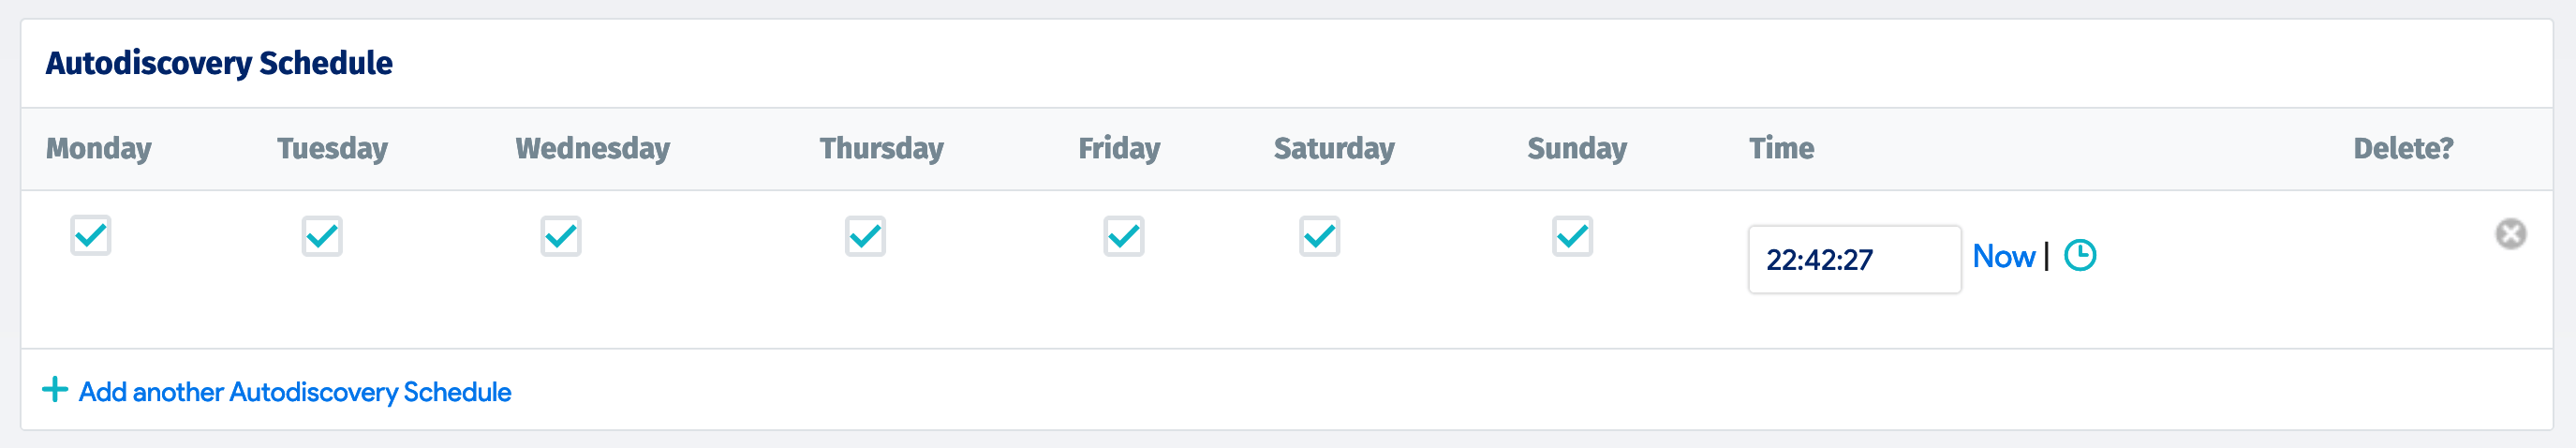 Autodiscovery Schedule
Monday Tuesday Wednesday Thursday Friday Saturday Sunday Time Delete?
22:42:27 Now |
Add another Autodiscovery Schedule